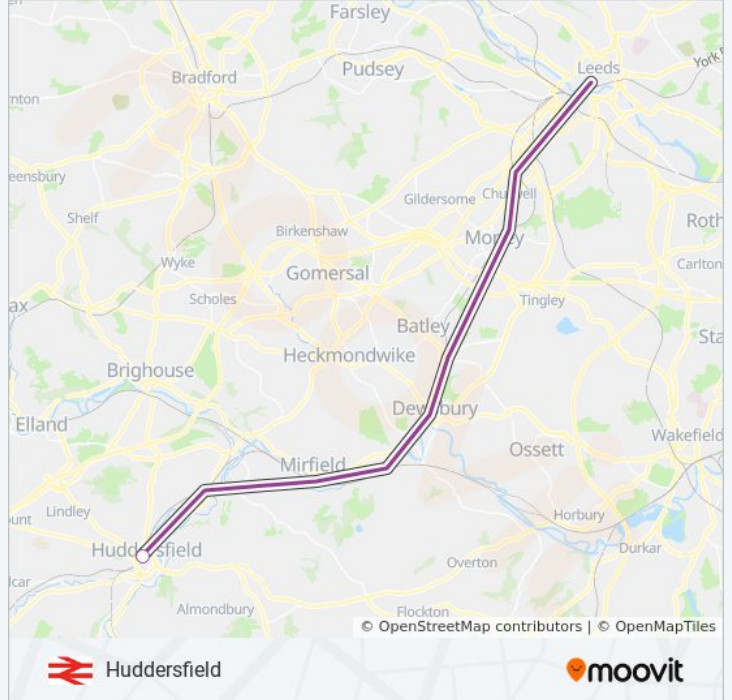 Farsley
Leeds
Pudsey
Bradford
York R
nton
eensbury
Gildersome
Churwell
Shelf
Roth
Birkenshaw
Morley
Wyke
Carlton
Gomersal
Scholes
Tingley
ax
Batley
Sta
Heckmondwike
Brighouse
Dewsbury
Elland
Wakefield
Ossett
Mirfield
Lindley
Horbury
ount
Huddersfield
Durkar
Overton
lcar
Almondbury
Flockton
© OpenStreetMap contributors | © OpenMapTiles
Huddersfield
moovit